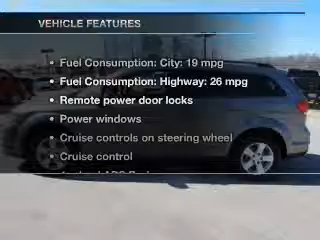 VEHICLE FEATURES
• Fuel Consumption: City: 19 mpg
• Fuel Consumption: Highway: 26 mpg
• Remote power door locks
• Power windows
• Cruise controls on steering wheel
• Cruise control